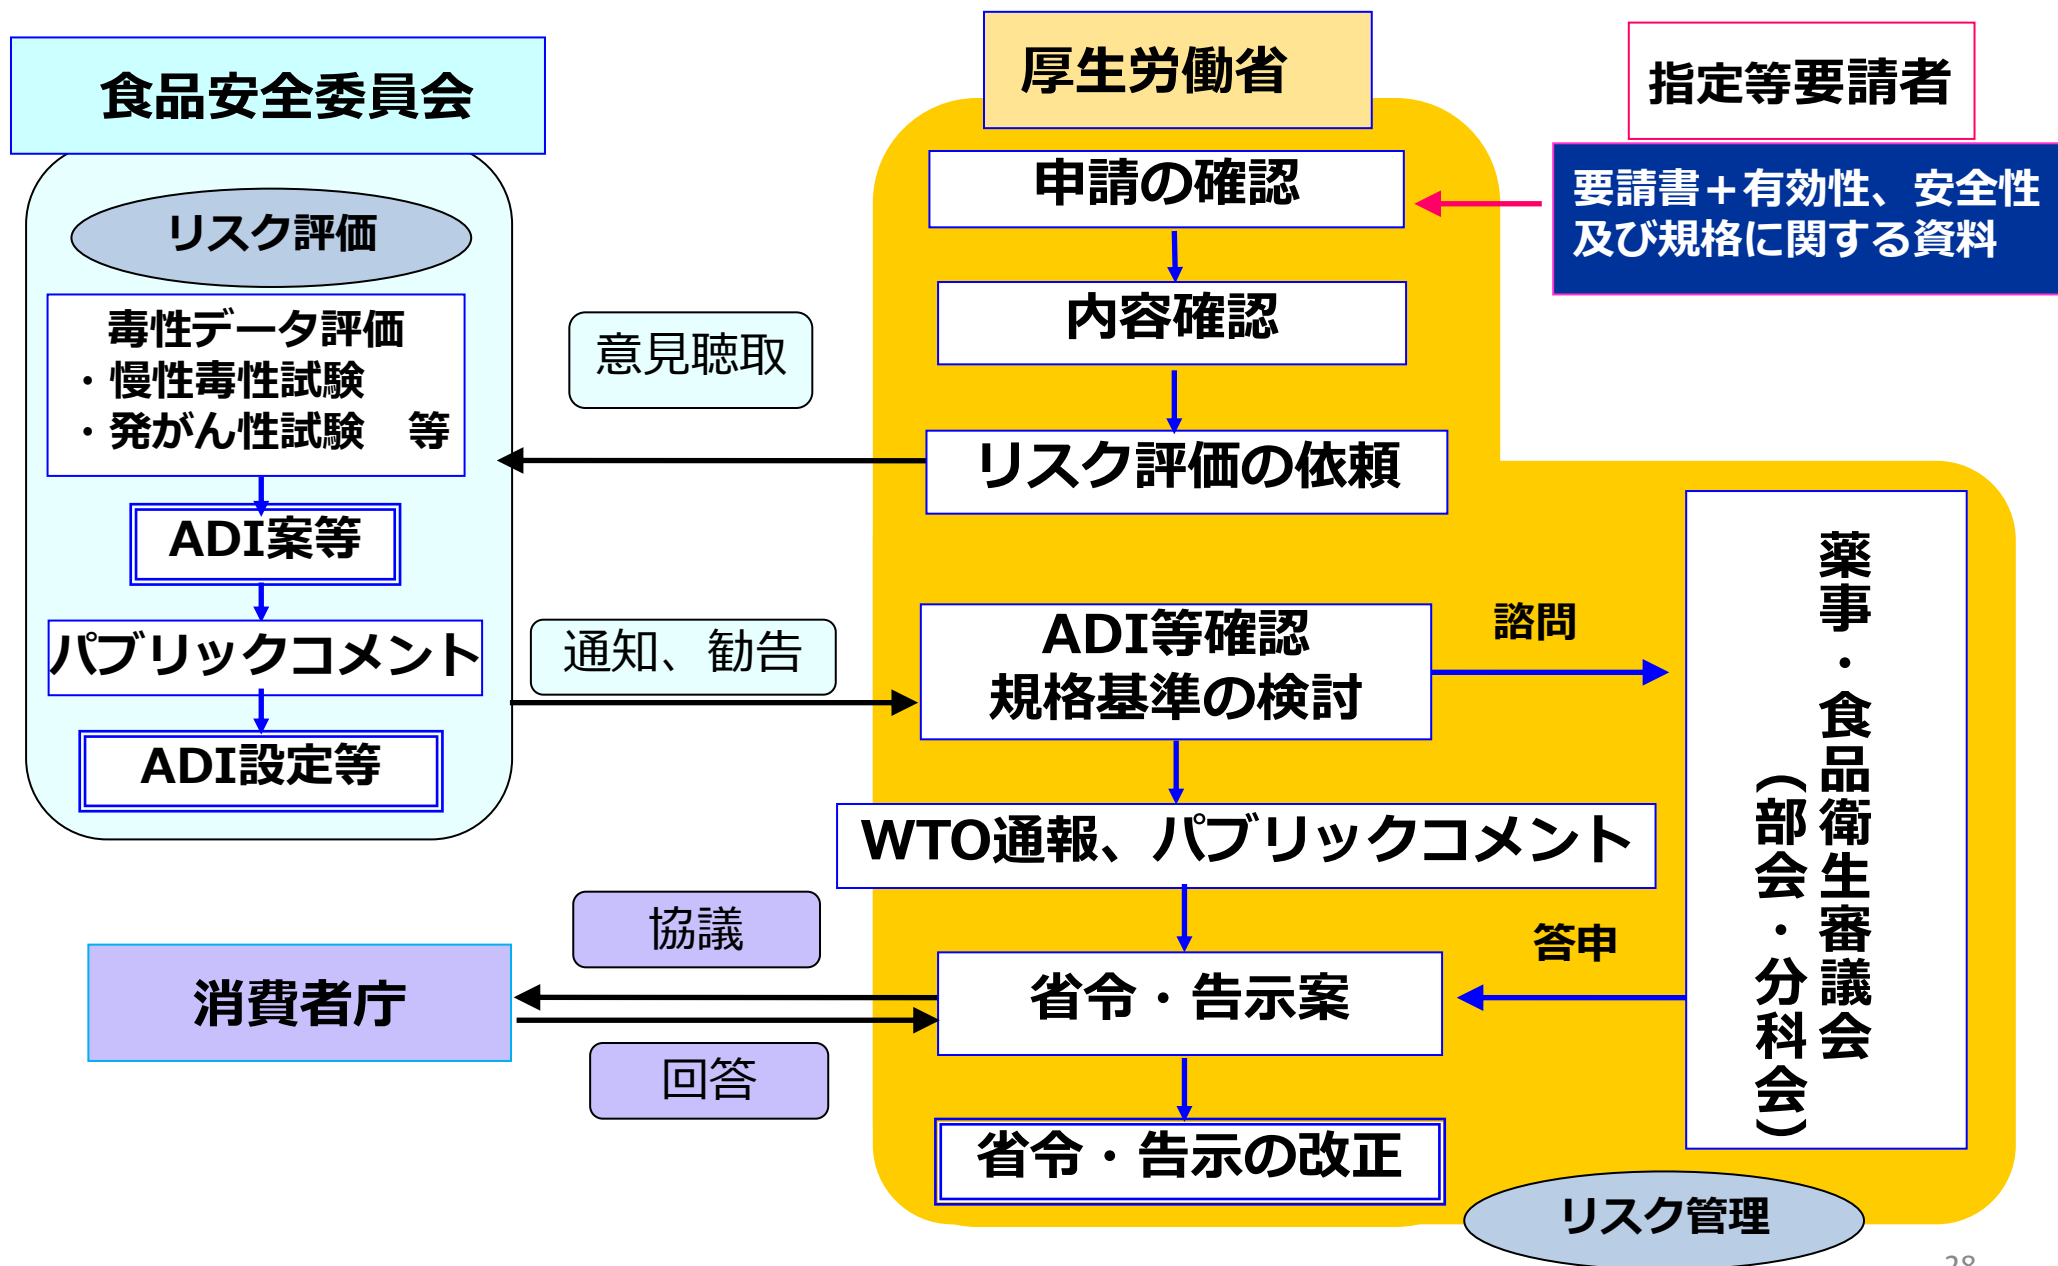 食品安全委員会
リスク評価
毒性データ評価
・慢性毒性試験
・発がん性試験　等
ADI案等
パブリックコメント
ADI設定等
意見聴取
通知、勧告
協議
消費者庁
回答
厚生労働省
申請の確認
内容確認
リスク評価の依頼
ADI等確認
規格基準の検討
WTO通報、パブリックコメント
省令・告示案
省令・告示の改正
指定等要請者
要請書＋有効性、安全性
及び規格に関する資料
諮問
答申
薬事・食品衛生審議会
（部会・分科会）
リスク管理
28